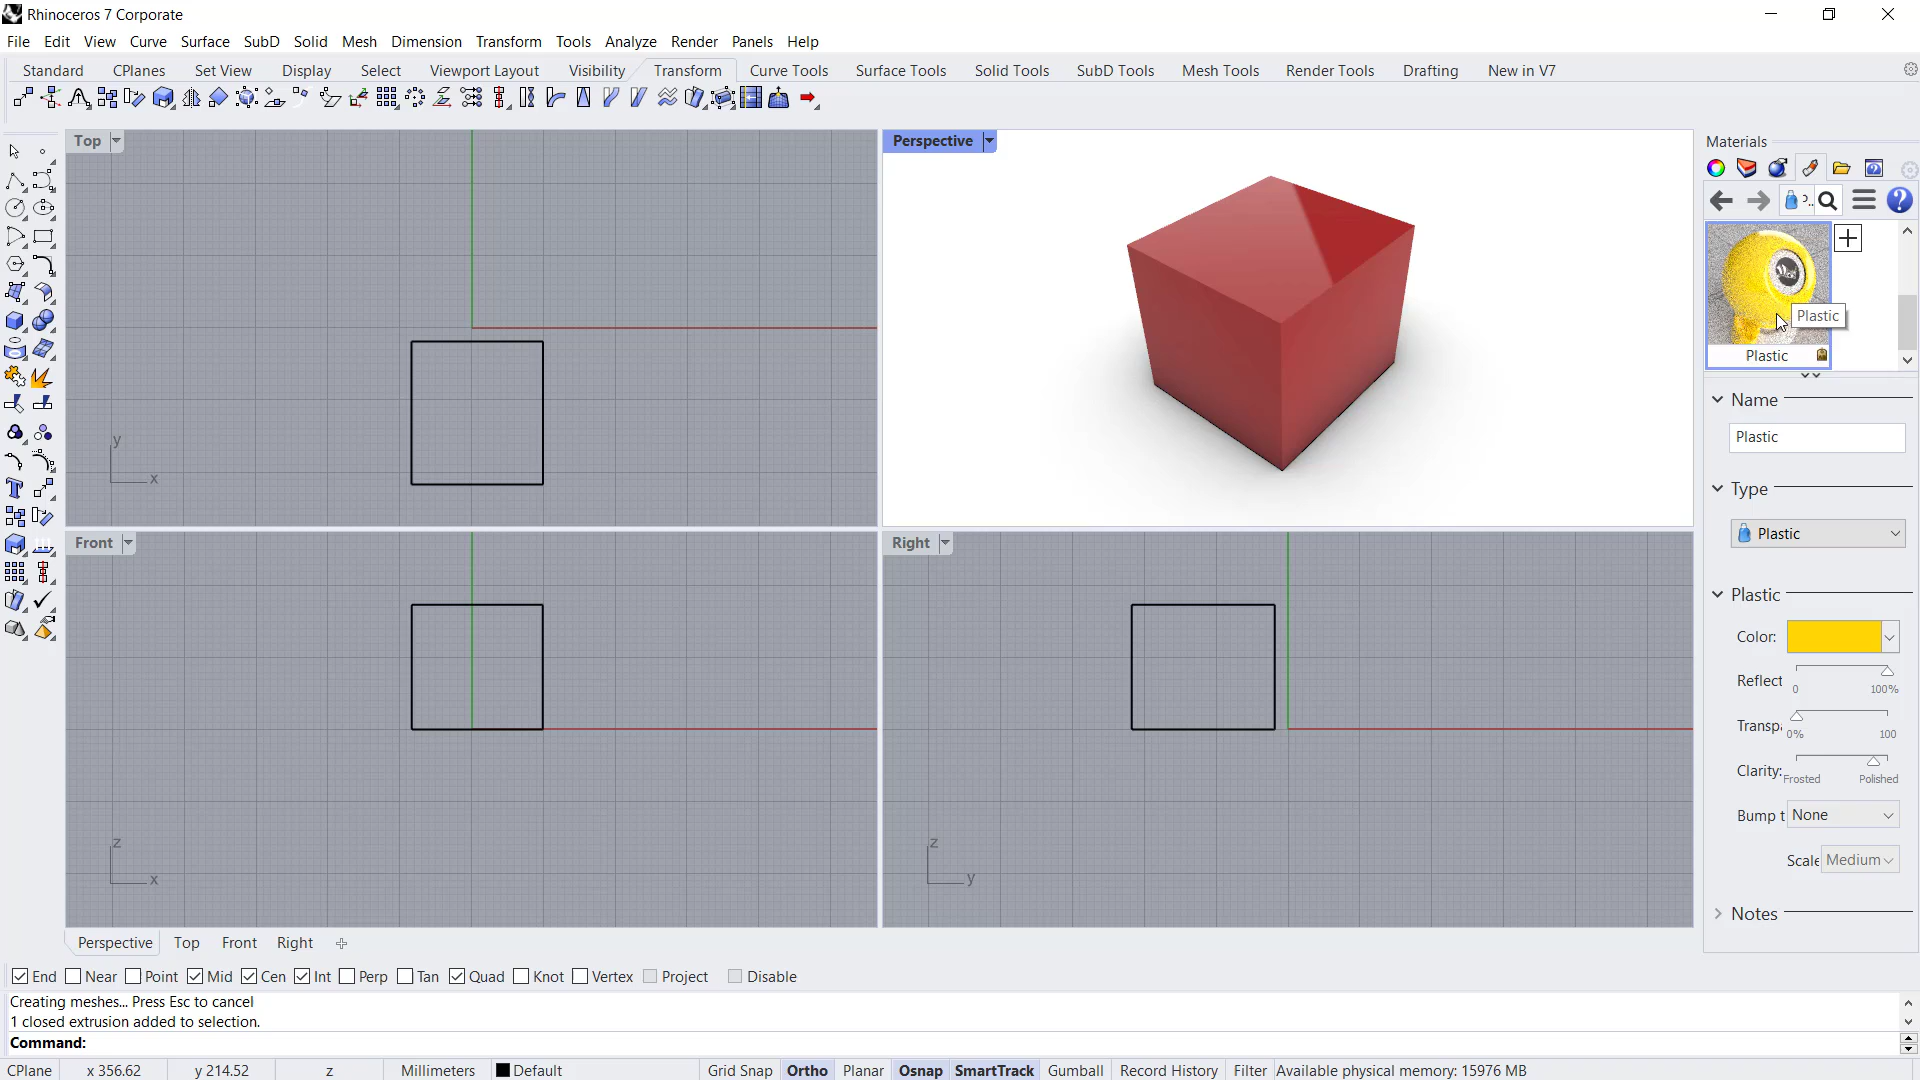 Rhinoceros 7 Corporate
File Edit View Curve Surface SubD Solid Mesh Dimension Transform Tools Analyze Render Panels Help
Standard CPlanes Set View Display Select Viewport Layout Visibility Transform Curve Tools Surface Tools Solid Tools SubD Tools Mesh Tools Render Tools Drafting New in V7
Top
Perspective
Materials
Plastic
Plastic
y
x
Name
Plastic
Type
Plastic
Front
Right
Plastic
Color:
Reflect
0 100%
Transpa
0% 100
Clarity:
Frosted Polished
Bump t None
Scale Medium
z
x
z
y
Notes
Perspective Top Front Right
End Near Point Mid Cen Int Perp Tan Quad Knot Vertex Project Disable
Creating meshes... Press Esc to cancel
1 closed extrusion added to selection.
Command:
CPlane x 356.62 y 214.52 z Millimeters Default Grid Snap Ortho Planar Osnap SmartTrack Gumball Record History Filter Available physical memory: 15976 MB